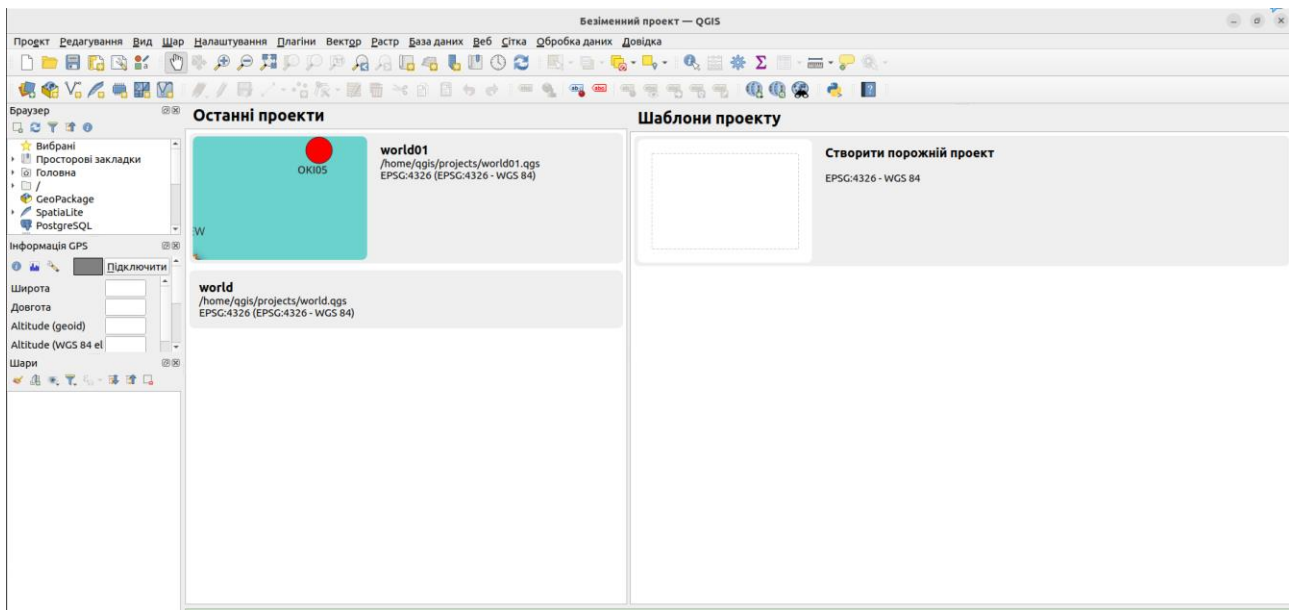 Безіменний проект — QGIS
Проект Редагування Вид Шар Налаштування Плагіни Вектор Растр База даних Веб Сітка Обробка даних Довідка
Браузер
Вибрані
Просторові закладки
Головна
/
GeoPackage
SpatiaLite
PostgreSQL
Інформація GPS
Підключити
Широта
Довгота
Altitude (geoid)
Altitude (WGS 84 el
Шари
Останні проекти
OKI05
W
world01
/home/qgis/projects/world01.qgs
EPSG:4326 (EPSG:4326 - WGS 84)
world
/home/qgis/projects/world.qgs
EPSG:4326 (EPSG:4326 - WGS 84)
Шаблони проекту
Створити порожній проект
EPSG:4326 - WGS 84